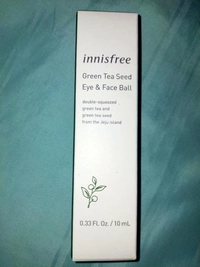 innisfree
Green Tea Seed
Eye & Face Ball
double-squeezed
green tea and
green tea seed
from the Jeju island
0.33 Fl. Oz. / 10 mL